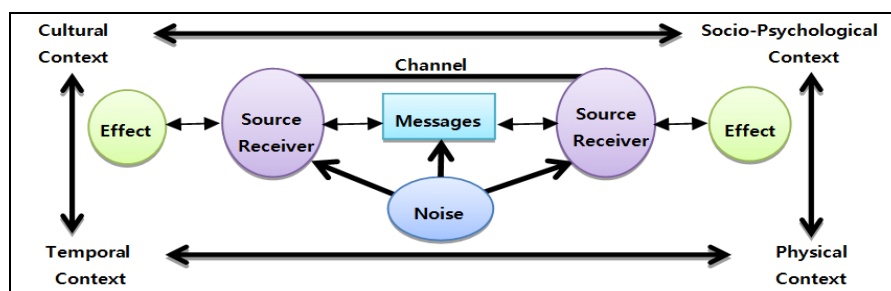 Cultural
Context
Socio-Psychological
Context
Channel
Effect
Source
Receiver
Messages
Source
Receiver
Effect
Noise
Temporal
Context
Physical
Context